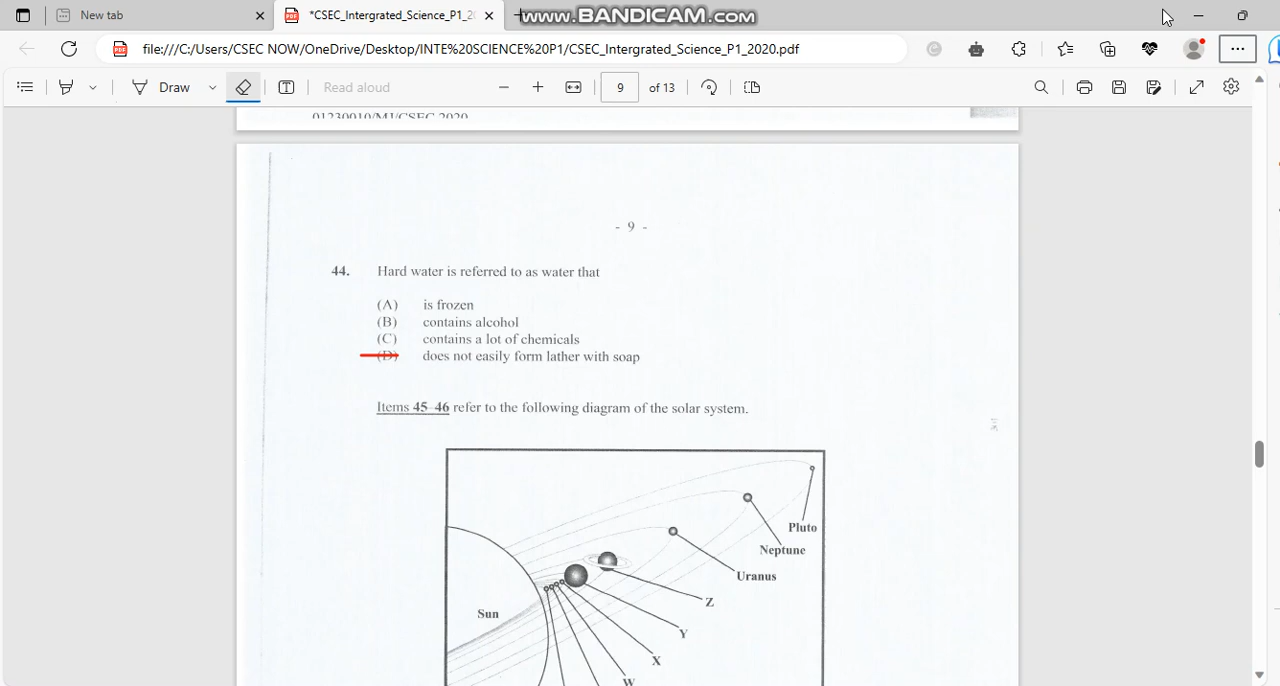 New tab
*CSEC_Intergrated_Science_P1_2
www.BANDICAM.com
file:///C:/Users/CSEC NOW/OneDrive/Desktop/INTE%20SCIENCE%20P1/CSEC_Intergrated_Science_P1_2020.pdf
Draw
Read aloud
9 of 13
01230010/MJ/CSEC 2020
- 9 -
44. Hard water is referred to as water that
(A) is frozen
(B) contains alcohol
(C) contains a lot of chemicals
(D) does not easily form lather with soap
Items 45–46 refer to the following diagram of the solar system.
Pluto
Neptune
Uranus
Z
Sun
Y
X
W